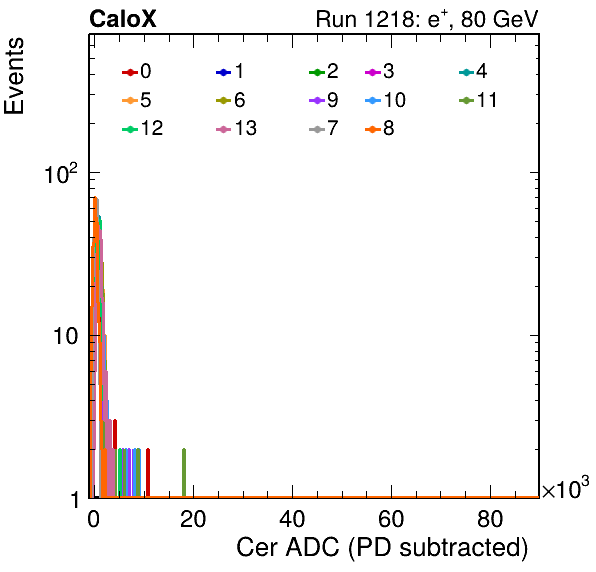 CaloX Run 1218: e⁺, 80 GeV
Events
0 1 2 3 4
5 6 9 10 11
12 13 7 8
10²
10
1
0 20 40 60 80 ×10³
Cer ADC (PD subtracted)